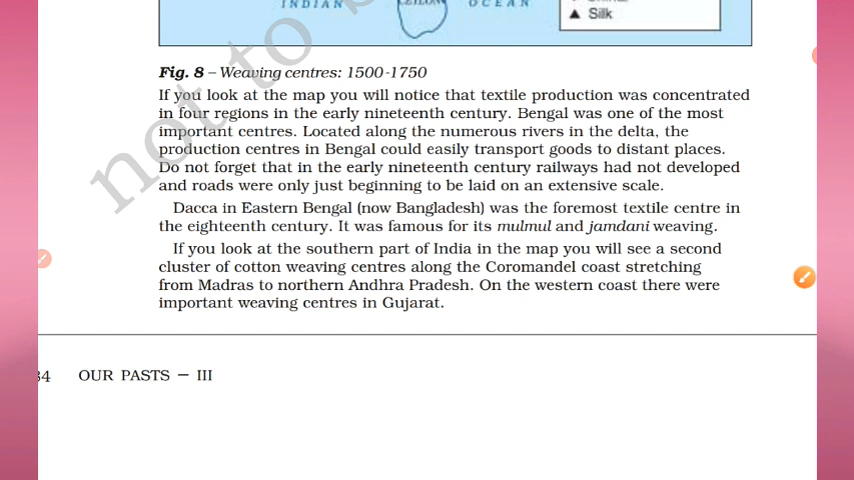 INDIAN
OCEAN
▲ Silk
Fig. 8 – Weaving centres: 1500-1750
If you look at the map you will notice that textile production was concentrated
in four regions in the early nineteenth century. Bengal was one of the most
important centres. Located along the numerous rivers in the delta, the
production centres in Bengal could easily transport goods to distant places.
Do not forget that in the early nineteenth century railways had not developed
and roads were only just beginning to be laid on an extensive scale.
Dacca in Eastern Bengal (now Bangladesh) was the foremost textile centre in
the eighteenth century. It was famous for its mulmul and jamdani weaving.
If you look at the southern part of India in the map you will see a second
cluster of cotton weaving centres along the Coromandel coast stretching
from Madras to northern Andhra Pradesh. On the western coast there were
important weaving centres in Gujarat.
OUR PASTS – III
not to